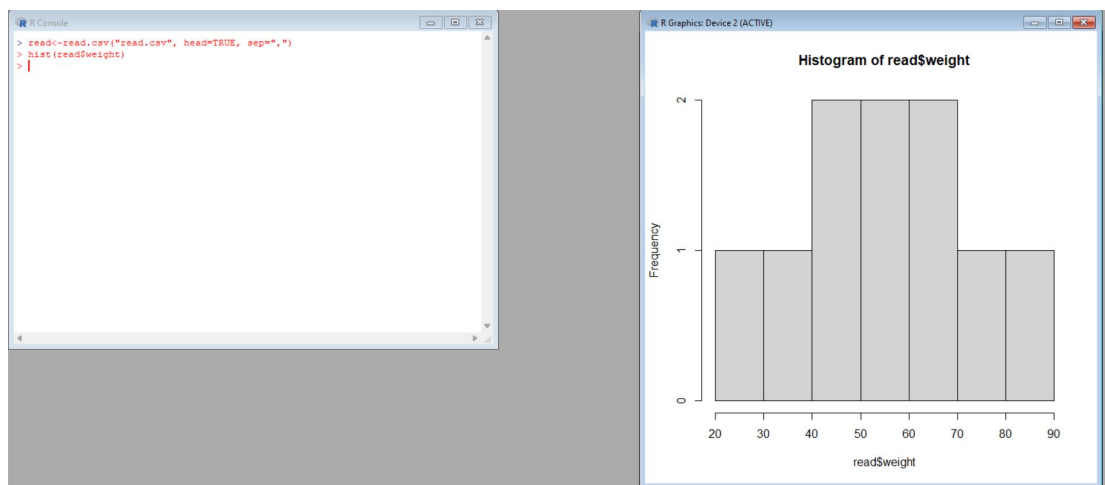 R Console
> read<-read.csv("read.csv", head=TRUE, sep=",")
> hist(read$weight)
>
R Graphics: Device 2 (ACTIVE)
Histogram of read$weight
Frequency
2
1
0
20 30 40 50 60 70 80 90
read$weight